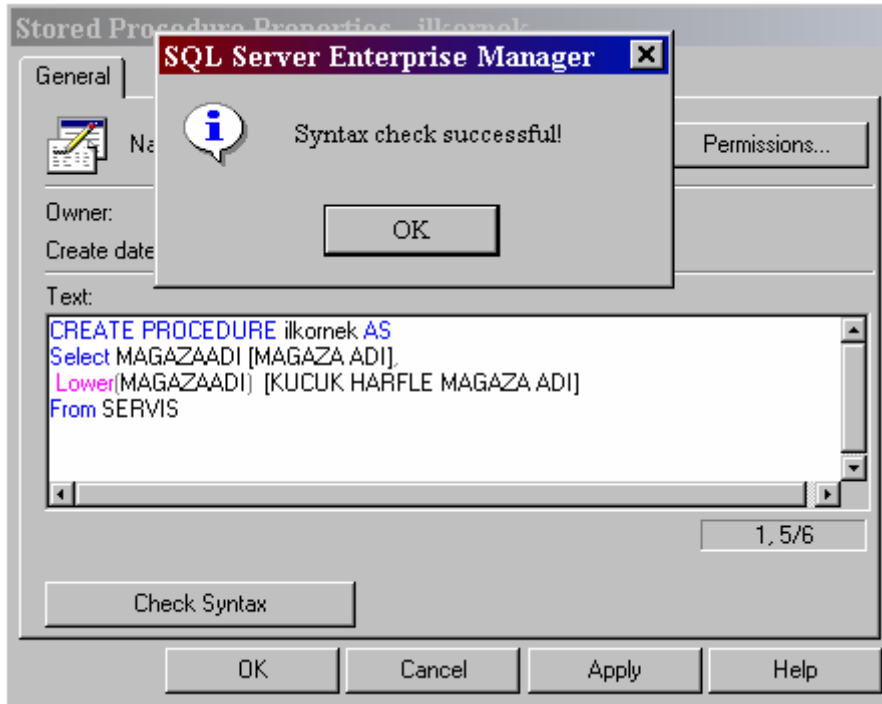 Stored Procedure Properties - ilkornek
SQL Server Enterprise Manager
General
Syntax check successful!
OK
Permissions...
Owner:
Create date
Text:
CREATE PROCEDURE ilkornek AS
Select MAGAZAADI [MAGAZA ADI],
Lower(MAGAZAADI) [KUCUK HARFLE MAGAZA ADI]
From SERVIS
1, 5/6
Check Syntax
OK
Cancel
Apply
Help